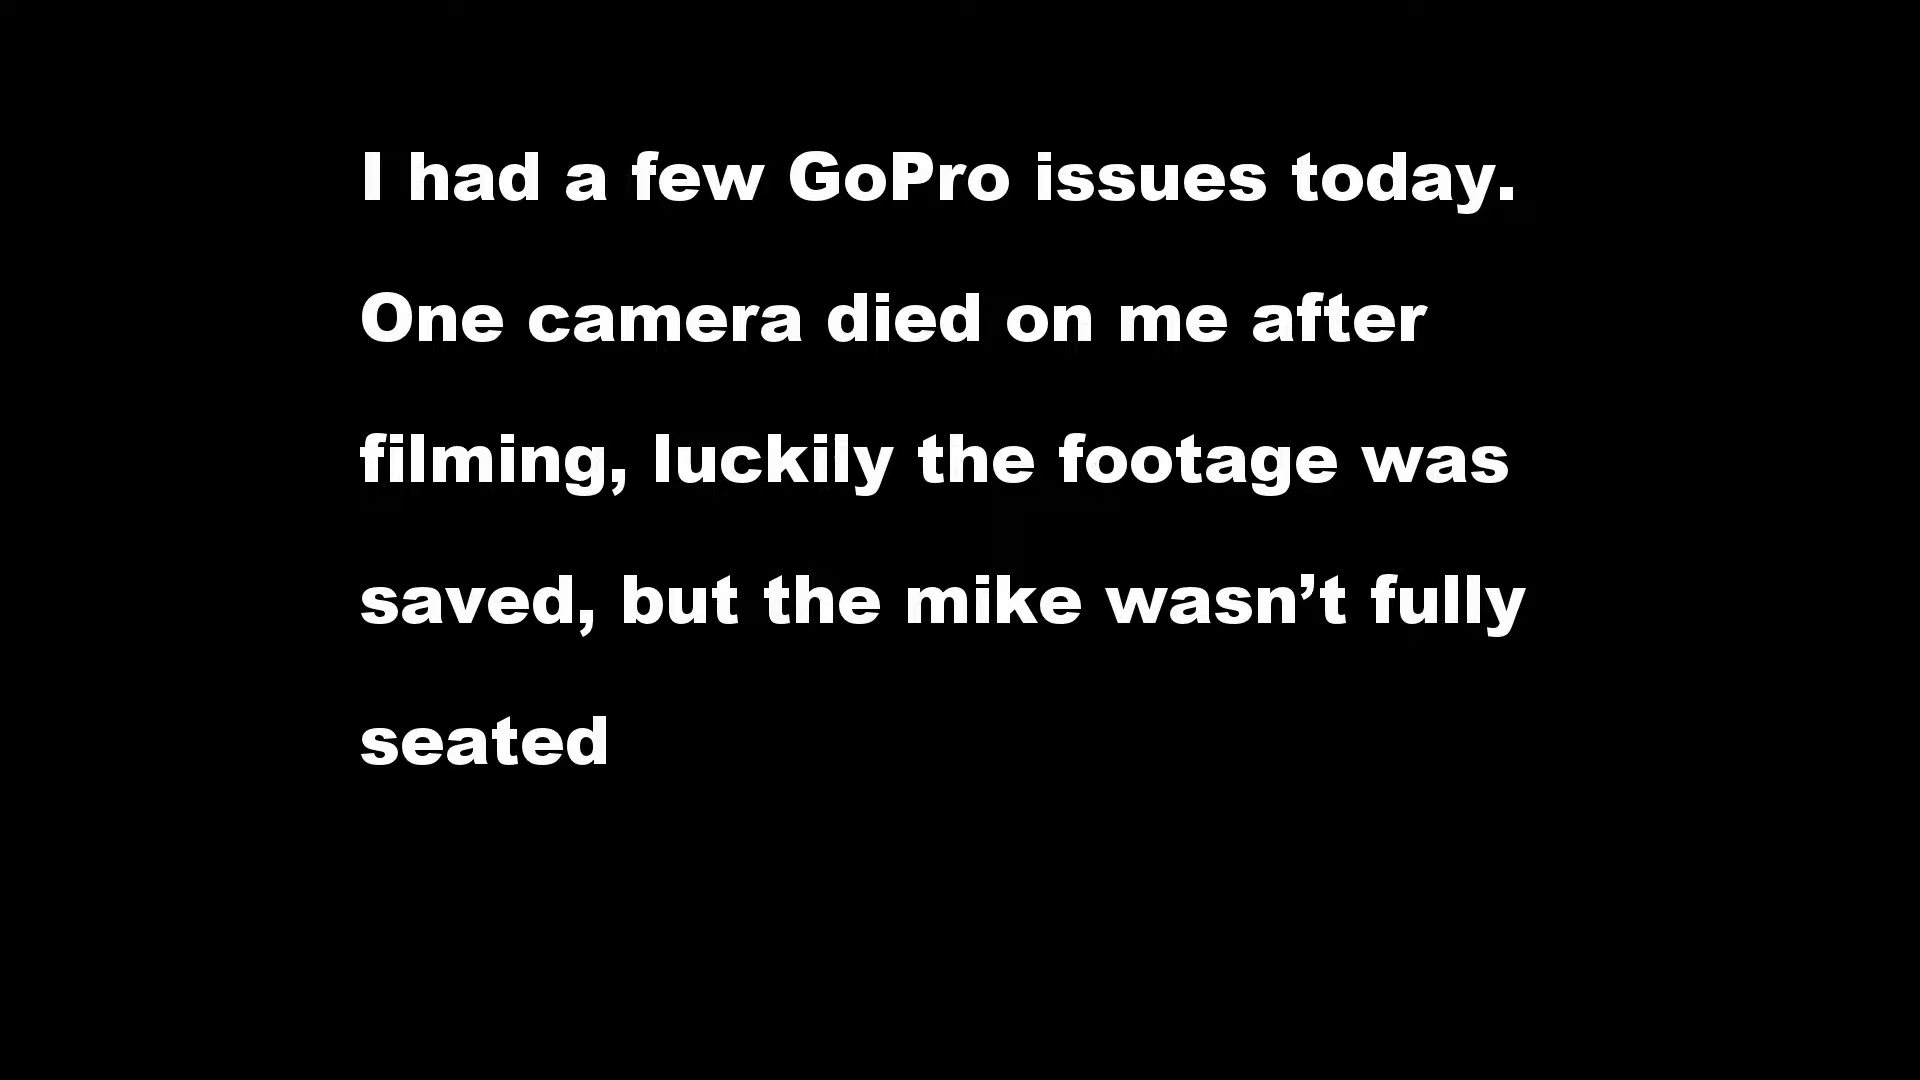 I had a few GoPro issues today.
One camera died on me after
filming, luckily the footage was
saved, but the mike wasn’t fully
seated